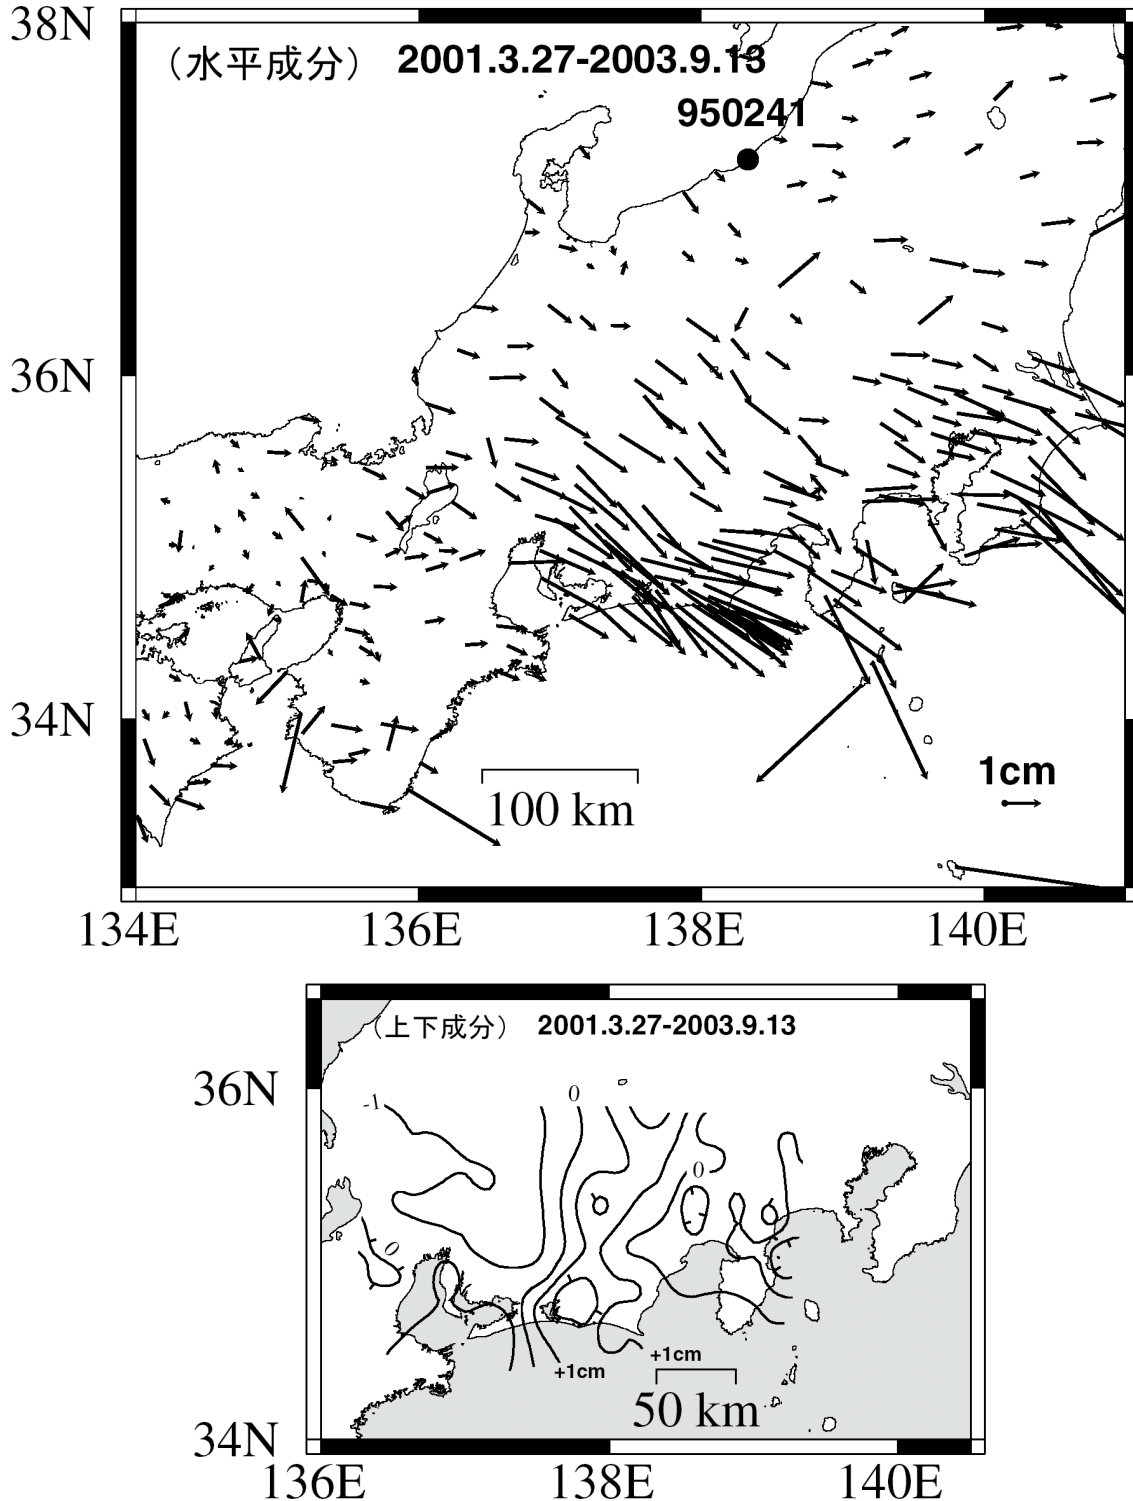 38N
（水平成分） 2001.3.27-2003.9.13
950241
36N
34N
1cm
100 km
134E 136E 138E 140E
（上下成分） 2001.3.27-2003.9.13
36N
-1
0
0
0
+1cm
+1cm
50 km
34N
136E 138E 140E